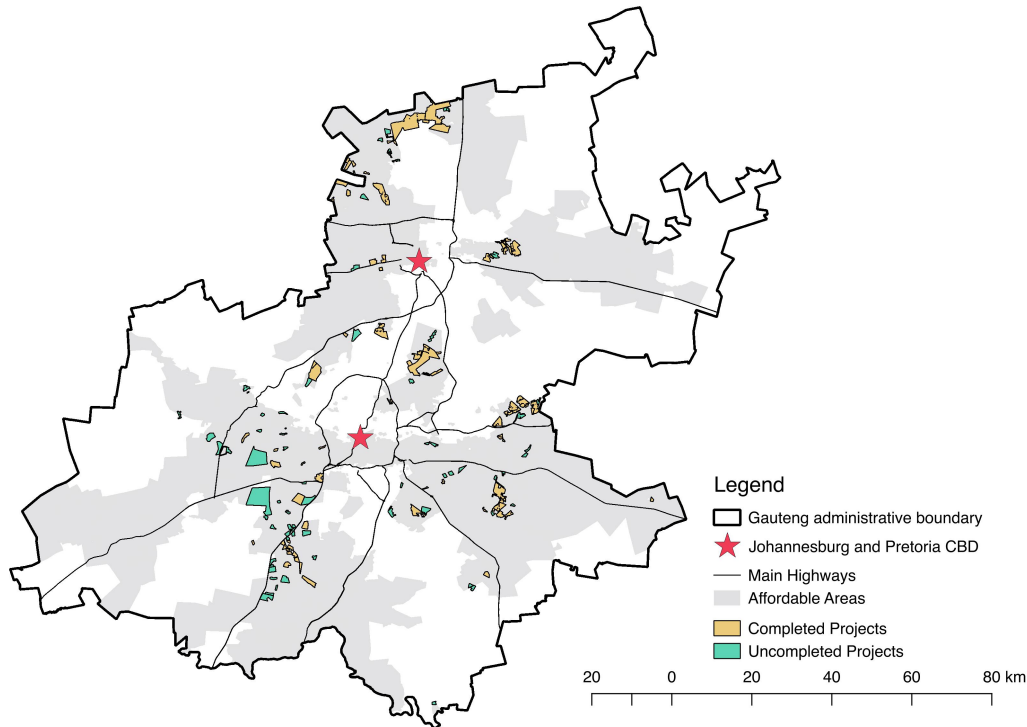 Legend
Gauteng administrative boundary
Johannesburg and Pretoria CBD
Main Highways
Affordable Areas
Completed Projects
Uncompleted Projects
20 0 20 40 60 80 km